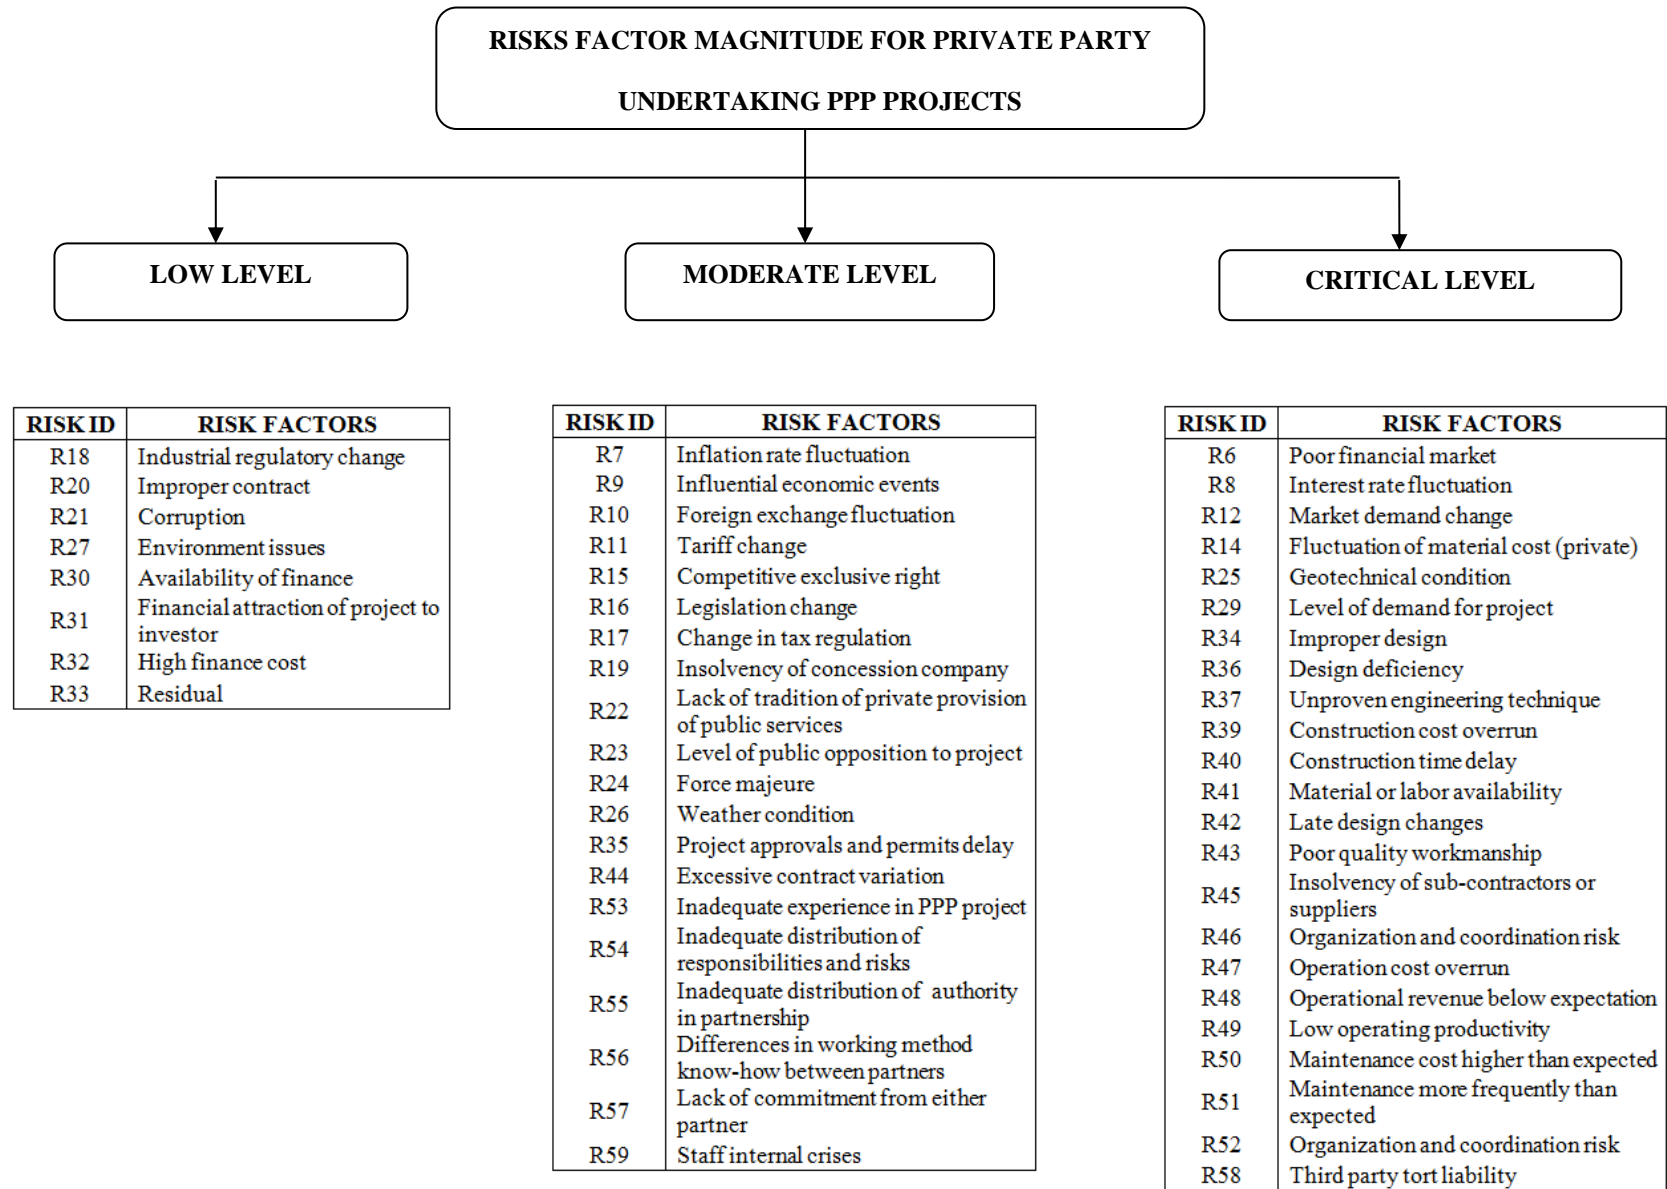 RISKS FACTOR MAGNITUDE FOR PRIVATE PARTY
UNDERTAKING PPP PROJECTS
LOW LEVEL
MODERATE LEVEL
CRITICAL LEVEL
RISK ID RISK FACTORS
R18 Industrial regulatory change
R20 Improper contract
R21 Corruption
R27 Environment issues
R30 Availability of finance
R31 Financial attraction of project to
investor
R32 High finance cost
R33 Residual
RISK ID RISK FACTORS
R7 Inflation rate fluctuation
R9 Influential economic events
R10 Foreign exchange fluctuation
R11 Tariff change
R15 Competitive exclusive right
R16 Legislation change
R17 Change in tax regulation
R19 Insolvency of concession company
R22 Lack of tradition of private provision
of public services
R23 Level of public opposition to project
R24 Force majeure
R26 Weather condition
R35 Project approvals and permits delay
R44 Excessive contract variation
R53 Inadequate experience in PPP project
R54 Inadequate distribution of
responsibilities and risks
R55 Inadequate distribution of authority
in partnership
R56 Differences in working method
know-how between partners
R57 Lack of commitment from either
partner
R59 Staff internal crises
RISK ID RISK FACTORS
R6 Poor financial market
R8 Interest rate fluctuation
R12 Market demand change
R14 Fluctuation of material cost (private)
R25 Geotechnical condition
R29 Level of demand for project
R34 Improper design
R36 Design deficiency
R37 Unproven engineering technique
R39 Construction cost overrun
R40 Construction time delay
R41 Material or labor availability
R42 Late design changes
R43 Poor quality workmanship
R45 Insolvency of sub-contractors or
suppliers
R46 Organization and coordination risk
R47 Operation cost overrun
R48 Operational revenue below expectation
R49 Low operating productivity
R50 Maintenance cost higher than expected
R51 Maintenance more frequently than
expected
R52 Organization and coordination risk
R58 Third party tort liability